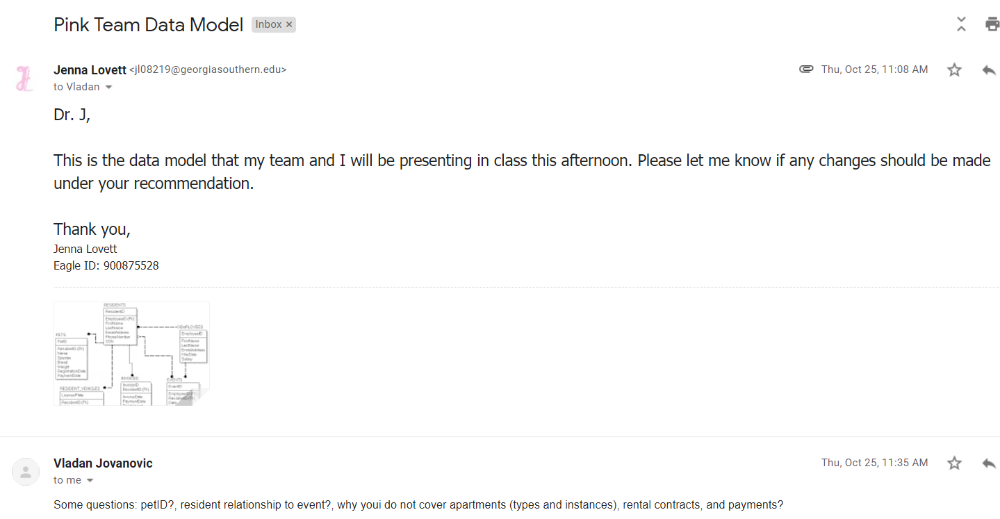 Pink Team Data Model Inbox ×
Jenna Lovett <jl08219@georgiasouthern.edu> Thu, Oct 25, 11:08 AM
to Vladan
Dr. J,
This is the data model that my team and I will be presenting in class this afternoon. Please let me know if any changes should be made
under your recommendation.
Thank you,
Jenna Lovett
Eagle ID: 900875528
RESIDENTS
ResidentID
EmployeeID (FK)
FirstName
LastName
EmailAddress
PhoneNumber
SSN
EMPLOYEES
EmployeeID
FirstName
LastName
EmailAddress
HireDate
Salary
PETS
PetID
ResidentID (FK)
Name
Species
Breed
Weight
RegistrationDate
PaymentDate
RESIDENT_VEHICLES
LicensePlate
ResidentID (FK)
INVOICES
InvoiceID
ResidentID (FK)
InvoiceDate
PaymentDate
EVENTS
EventID
EmployeeID (FK)
ResidentID (FK)
Date
Vladan Jovanovic Thu, Oct 25, 11:35 AM
to me
Some questions: petID?, resident relationship to event?, why youi do not cover apartments (types and instances), rental contracts, and payments?